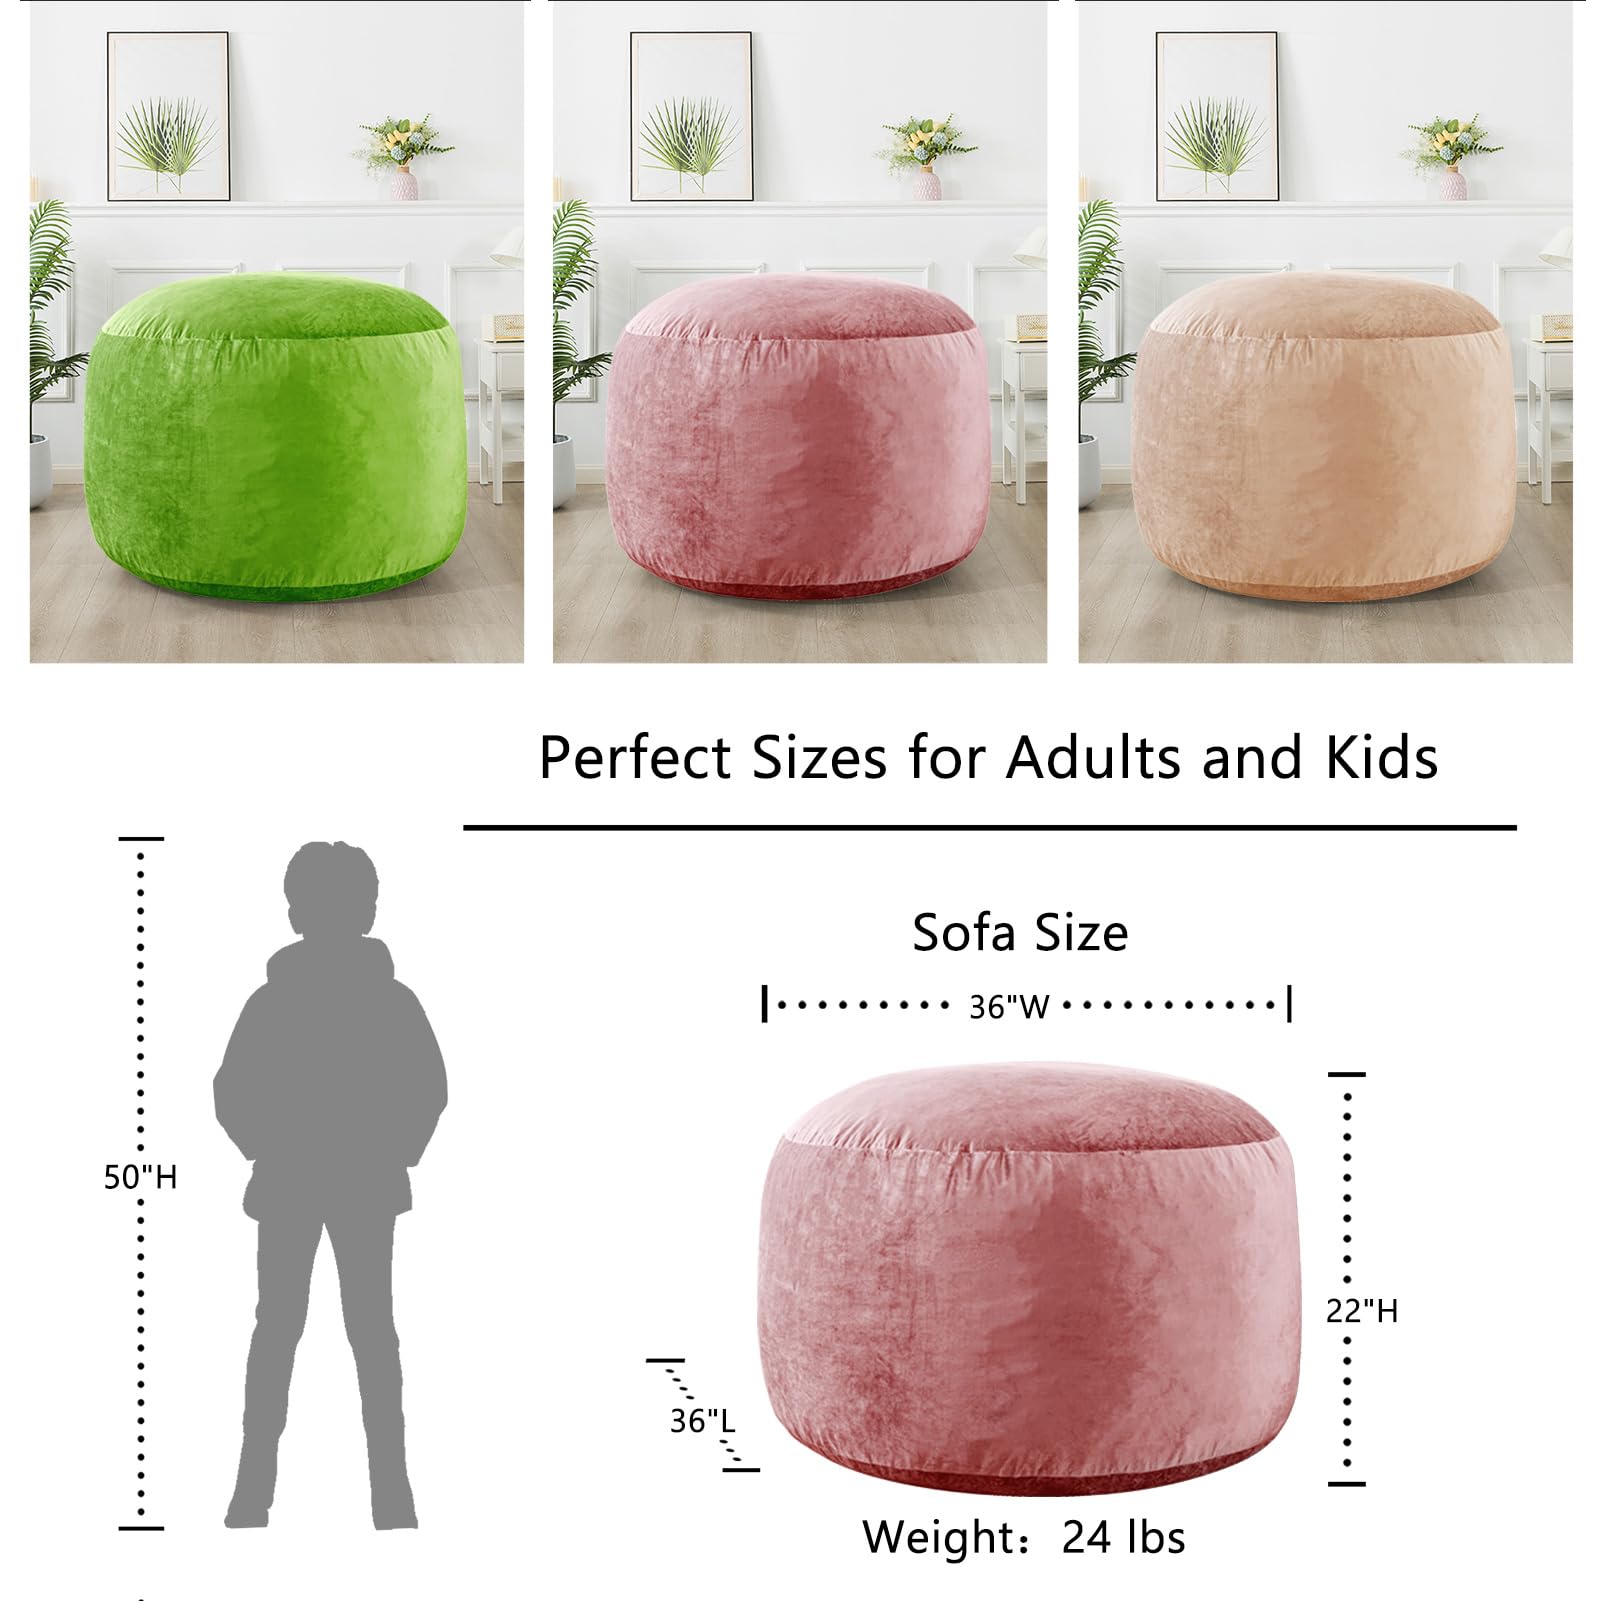 Perfect Sizes for Adults and Kids
Sofa Size
36"W
50"H
22"H
36"L
Weight：24 lbs